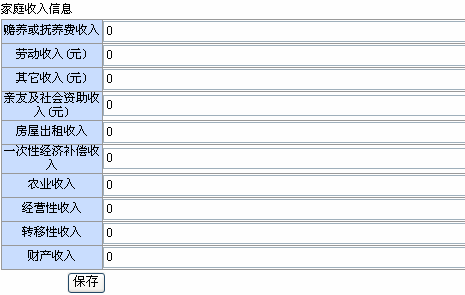 家庭收入信息
赡养或抚养费收入 0
劳动收入(元) 0
其它收入(元) 0
亲友及社会资助收
入(元) 0
房屋出租收入 0
一次性经济补偿收
入 0
农业收入 0
经营性收入 0
转移性收入 0
财产收入 0
保存